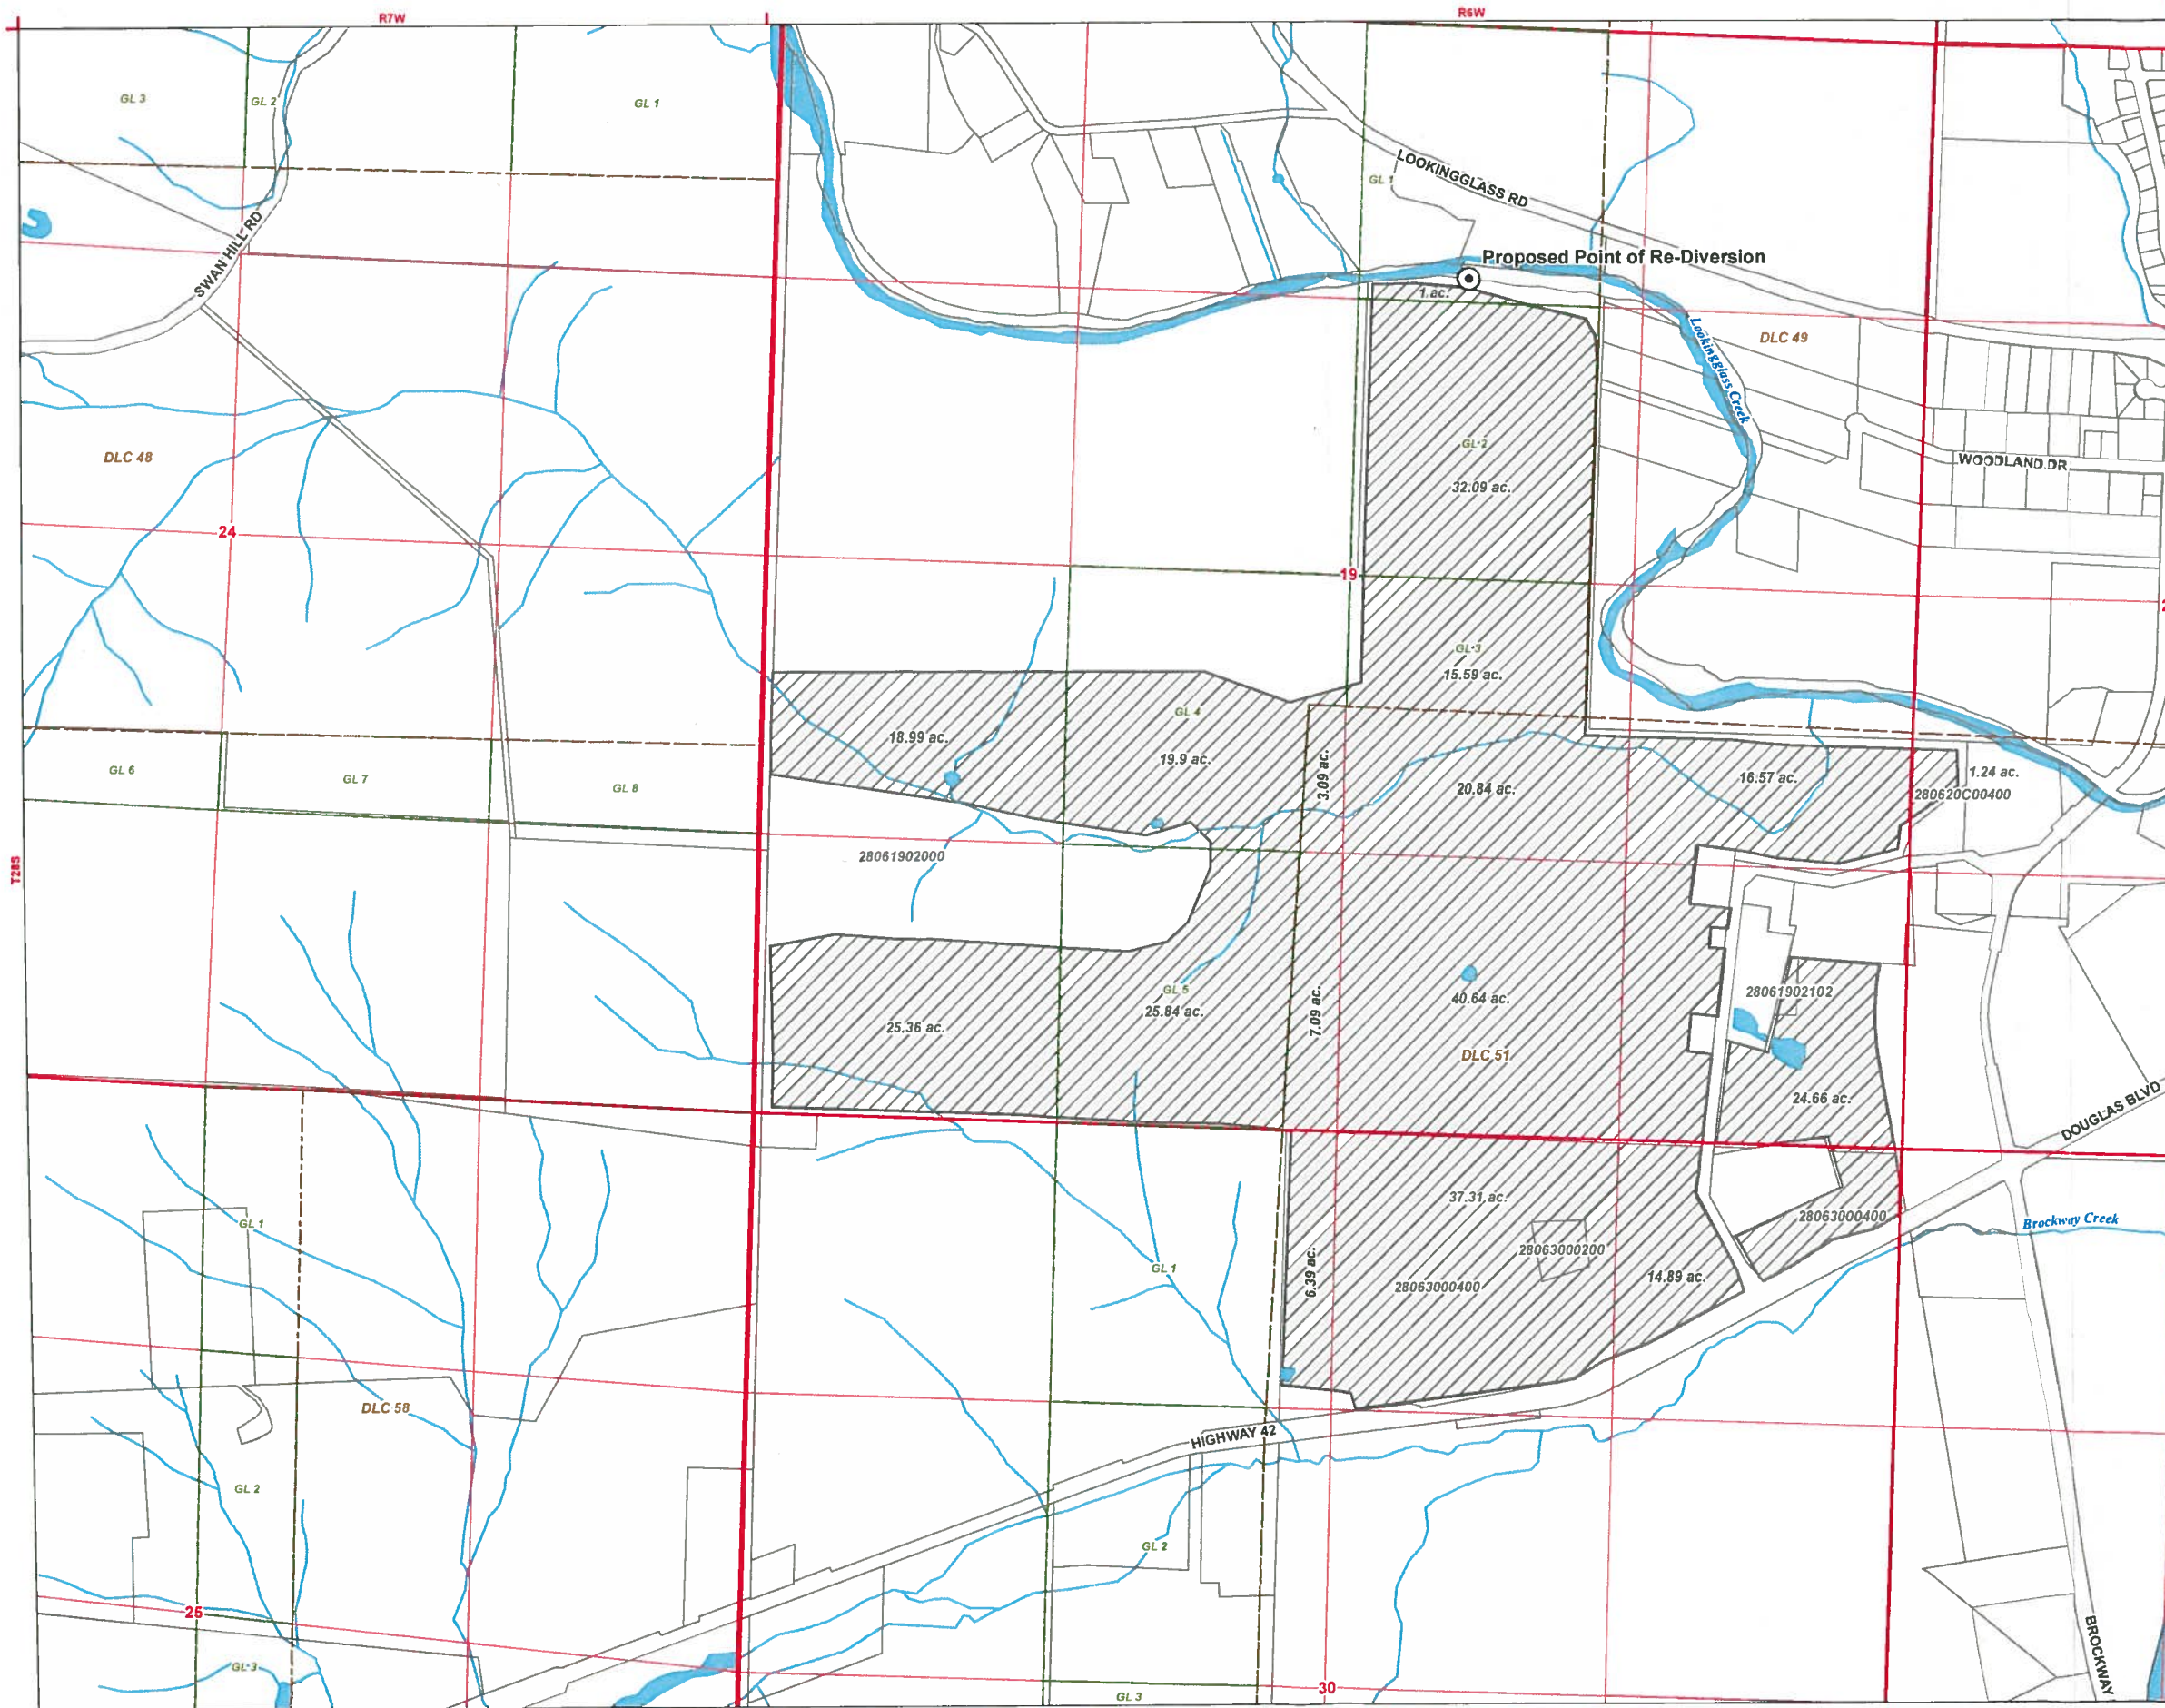 R7W
R6W
GL 3
GL 2
GL 1
LOOKINGGLASS RD
GL 1
SWAN HILL RD
Proposed Point of Re-Diversion
1 ac.
Lookingglass Creek
DLC 49
GL 2
DLC 48
WOODLAND DR
32.09 ac.
24
19
GL 3
15.59 ac.
GL 4
18.99 ac.
19.9 ac.
3.09 ac.
20.84 ac.
16.57 ac.
1.24 ac.
280620C00400
GL 6
GL 7
GL 8
T28S
28061902000
GL 5
25.84 ac.
25.36 ac.
7.09 ac.
40.64 ac.
28061902102
DLC 51
24.66 ac.
DOUGLAS BLVD
GL 1
37.31 ac.
28063000400
Brockway Creek
GL 1
6.39 ac.
28063000200
28063000400
14.89 ac.
DLC 58
HIGHWAY 42
GL 2
GL 2
25
BROCKWAY
GL 3
30
GL 3